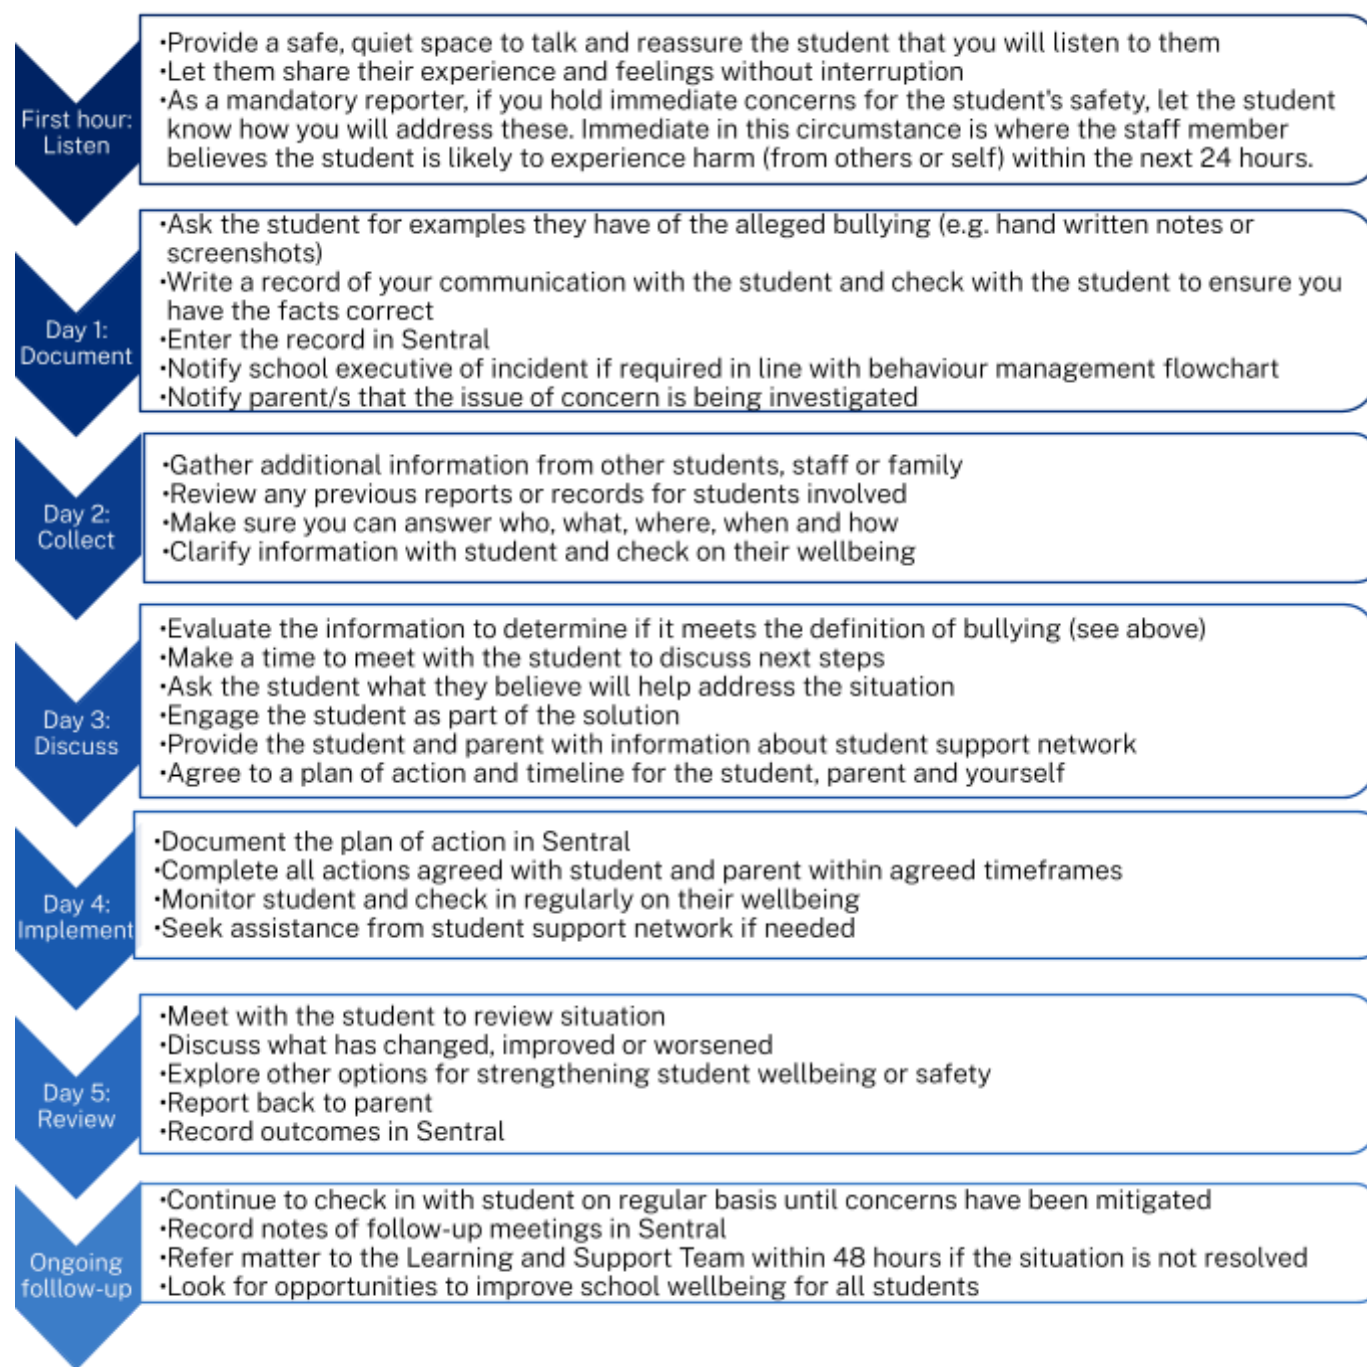 First hour:
Listen
•Provide a safe, quiet space to talk and reassure the student that you will listen to them
•Let them share their experience and feelings without interruption
•As a mandatory reporter, if you hold immediate concerns for the student's safety, let the student
know how you will address these. Immediate in this circumstance is where the staff member
believes the student is likely to experience harm (from others or self) within the next 24 hours.
Day 1:
Document
•Ask the student for examples they have of the alleged bullying (e.g. hand written notes or
screenshots)
•Write a record of your communication with the student and check with the student to ensure you
have the facts correct
•Enter the record in Sentral
•Notify school executive of incident if required in line with behaviour management flowchart
•Notify parent/s that the issue of concern is being investigated
Day 2:
Collect
•Gather additional information from other students, staff or family
•Review any previous reports or records for students involved
•Make sure you can answer who, what, where, when and how
•Clarify information with student and check on their wellbeing
Day 3:
Discuss
•Evaluate the information to determine if it meets the definition of bullying (see above)
•Make a time to meet with the student to discuss next steps
•Ask the student what they believe will help address the situation
•Engage the student as part of the solution
•Provide the student and parent with information about student support network
•Agree to a plan of action and timeline for the student, parent and yourself
Day 4:
Implement
•Document the plan of action in Sentral
•Complete all actions agreed with student and parent within agreed timeframes
•Monitor student and check in regularly on their wellbeing
•Seek assistance from student support network if needed
Day 5:
Review
•Meet with the student to review situation
•Discuss what has changed, improved or worsened
•Explore other options for strengthening student wellbeing or safety
•Report back to parent
•Record outcomes in Sentral
Ongoing
folllow-up
•Continue to check in with student on regular basis until concerns have been mitigated
•Record notes of follow-up meetings in Sentral
•Refer matter to the Learning and Support Team within 48 hours if the situation is not resolved
•Look for opportunities to improve school wellbeing for all students